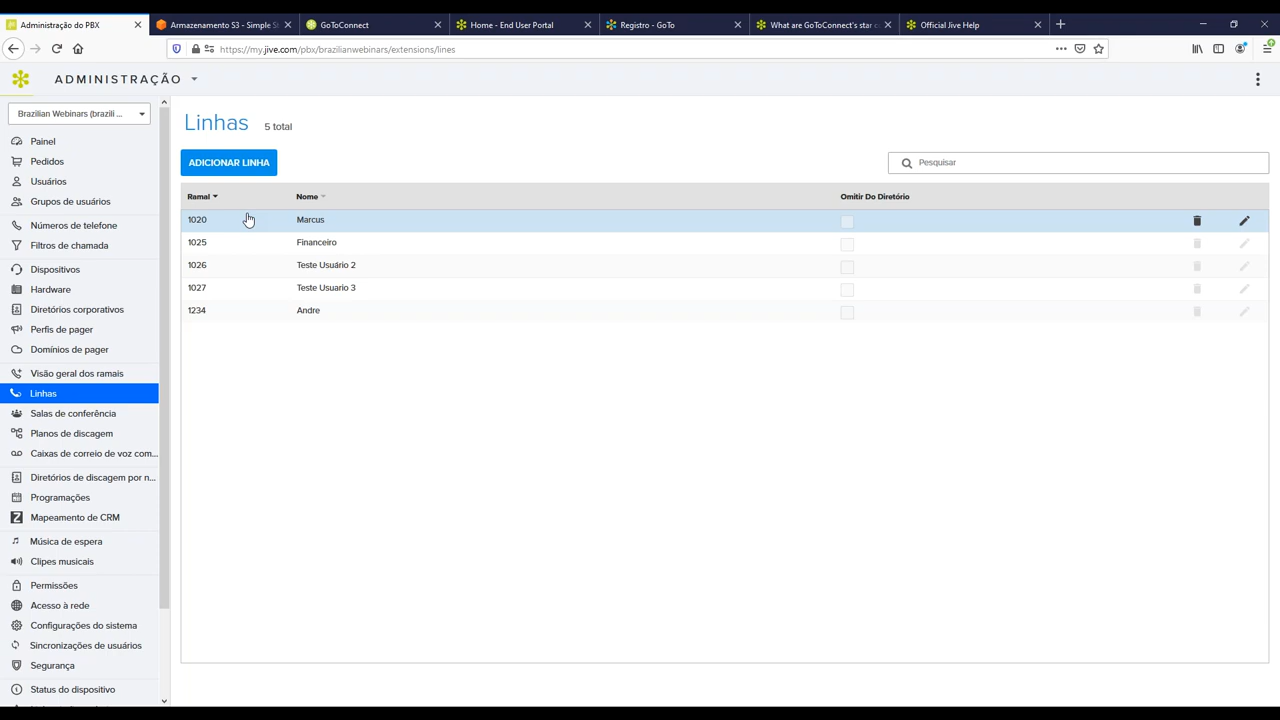 Administração do PBX
Armazenamento S3 - Simple S
GoToConnect
Home - End User Portal
Registro - GoTo
What are GoToConnect's star c
Official Jive Help
https://my.jive.com/pbx/brazilianwebinars/extensions/lines
ADMINISTRAÇÃO
Brazilian Webinars (brazili ...
Linhas
5 total
ADICIONAR LINHA
Pesquisar
Ramal
Nome
Omitir Do Diretório
1020
Marcus
1025
Financeiro
1026
Teste Usuário 2
1027
Teste Usuario 3
1234
Andre
Painel
Pedidos
Usuários
Grupos de usuários
Números de telefone
Filtros de chamada
Dispositivos
Hardware
Diretórios corporativos
Perfis de pager
Domínios de pager
Visão geral dos ramais
Linhas
Salas de conferência
Planos de discagem
Caixas de correio de voz com...
Diretórios de discagem por n...
Programações
Mapeamento de CRM
Música de espera
Clipes musicais
Permissões
Acesso à rede
Configurações do sistema
Sincronizações de usuários
Segurança
Status do dispositivo